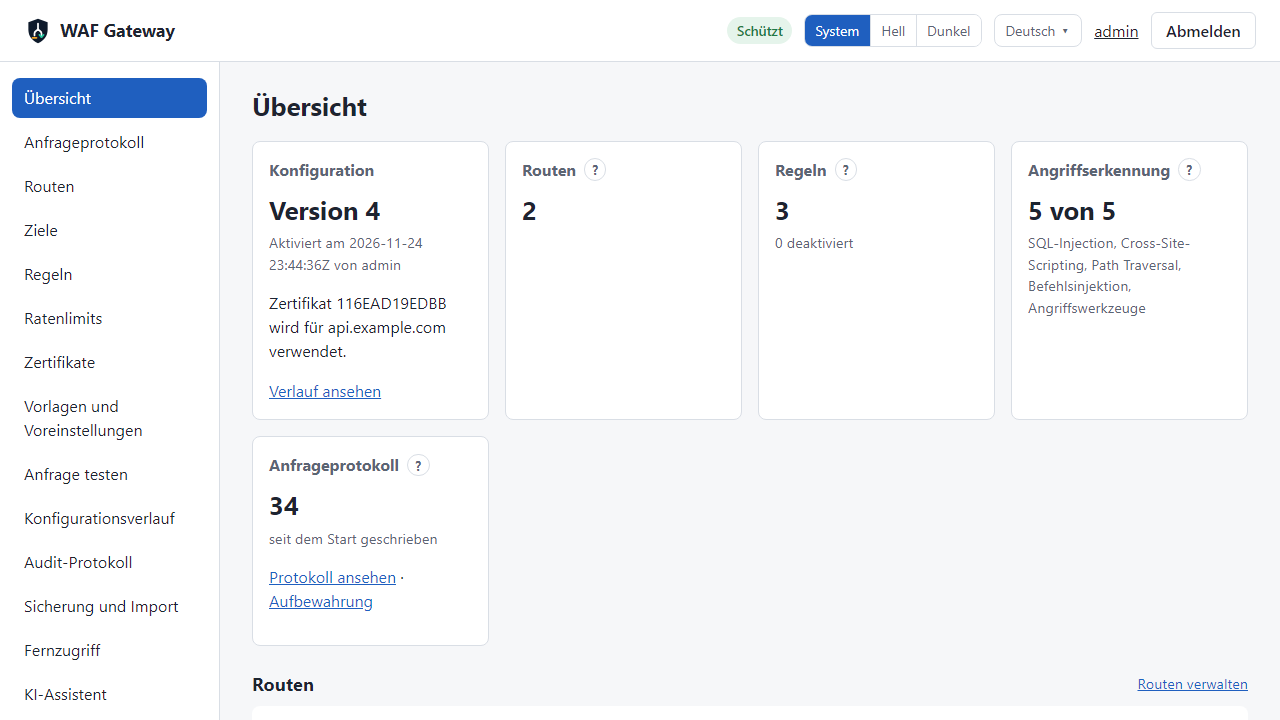 WAF Gateway
Schützt
System
Hell
Dunkel
Deutsch ▾
admin
Abmelden
Übersicht
Anfrageprotokoll
Routen
Ziele
Regeln
Ratenlimits
Zertifikate
Vorlagen und
Voreinstellungen
Anfrage testen
Konfigurationsverlauf
Audit-Protokoll
Sicherung und Import
Fernzugriff
KI-Assistent
Übersicht
Konfiguration
Version 4
Aktiviert am 2026-11-24
23:44:36Z von admin
Zertifikat 116EAD19EDBB
wird für api.example.com
verwendet.
Verlauf ansehen
Routen ?
2
Regeln ?
3
0 deaktiviert
Angriffserkennung ?
5 von 5
SQL-Injection, Cross-Site-
Scripting, Path Traversal,
Befehlsinjektion,
Angriffswerkzeuge
Anfrageprotokoll ?
34
seit dem Start geschrieben
Protokoll ansehen ·
Aufbewahrung
Routen
Routen verwalten